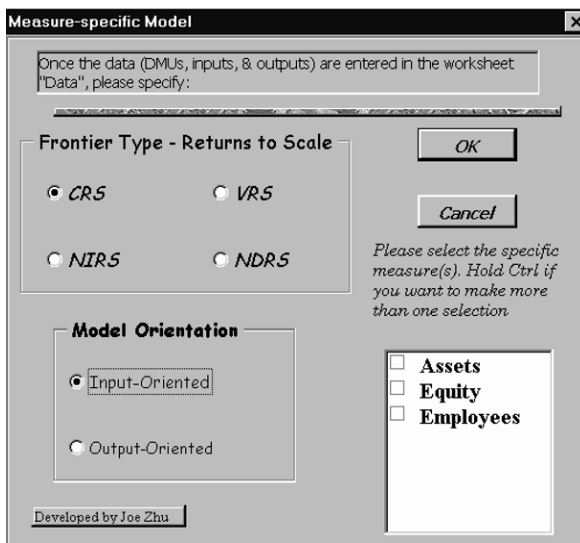 Measure-specific Model
Once the data (DMUs, inputs, & outputs) are entered in the worksheet
"Data", please specify:
Frontier Type - Returns to Scale
CRS
VRS
NIRS
NDRS
OK
Cancel
Please select the specific
measure(s). Hold Ctrl if
you want to make more
than one selection
Model Orientation
Input-Oriented
Output-Oriented
Assets
Equity
Employees
Developed by Joe Zhu